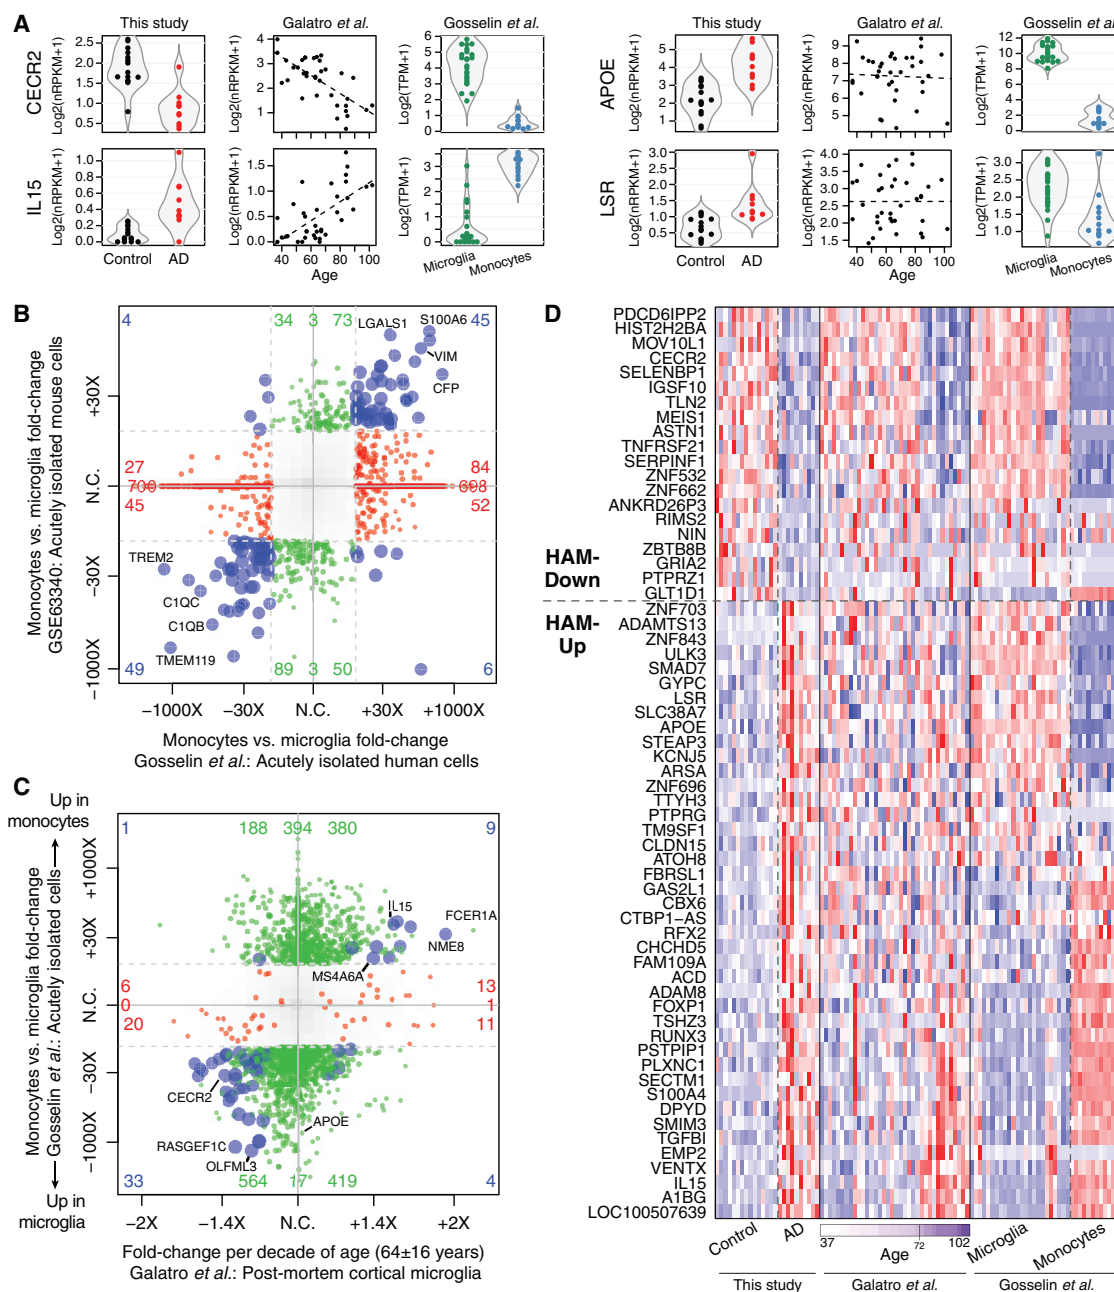 A
This study
Galatro et al.
Gosselin et al.
CECR2
Log2(nRPKM+1)
2.5
2.0
1.5
1.0
0.5
Log2(nRPKM+1)
4
3
2
1
Log2(TPM+1)
6
5
4
3
2
1
0
IL15
Log2(nRPKM+1)
1.0
0.8
0.6
0.4
0.2
0.0
Control
AD
Log2(nRPKM+1)
1.5
1.0
0.5
0.0
40
60
80
100
Age
Log2(TPM+1)
3
2
1
0
Microglia
Monocytes
This study
Galatro et al.
Gosselin et al.
APOE
Log2(nRPKM+1)
5
4
3
2
1
Log2(nRPKM+1)
9
8
7
6
5
Log2(TPM+1)
12
10
8
6
4
2
0
LSR
Log2(nRPKM+1)
3.0
2.5
2.0
1.5
1.0
0.5
Control
AD
Log2(nRPKM+1)
4.0
3.5
3.0
2.5
2.0
1.5
40
60
80
100
Age
Log2(TPM+1)
3.0
2.5
2.0
1.5
1.0
Microglia
Monocytes
B
Monocytes vs. microglia fold-change
GSE63340: Acutely isolated mouse cells
+30X
N.C.
−30X
−1000X
4
34
3
73
45
LGALS1
S100A6
VIM
CFP
27
700
45
84
698
52
TREM2
C1QC
C1QB
TMEM119
49
89
3
50
6
−1000X
−30X
N.C.
+30X
+1000X
Monocytes vs. microglia fold-change
Gosselin et al.: Acutely isolated human cells
C
Up in
monocytes
Monocytes vs. microglia fold-change
Gosselin et al.: Acutely isolated cells
Up in
microglia
+1000X
+30X
N.C.
−30X
−1000X
1
188
394
380
9
IL15
FCER1A
NME8
MS4A6A
6
0
20
13
1
11
CECR2
APOE
RASGEF1C
OLFML3
33
564
17
419
4
−2X
−1.4X
N.C.
+1.4X
+2X
Fold-change per decade of age (64±16 years)
Galatro et al.: Post-mortem cortical microglia
D
PDCD6IPP2
HIST2H2BA
MOV10L1
CECR2
SELENBP1
IGSF10
TLN2
MEIS1
ASTN1
TNFRSF21
SERPINF1
ZNF532
ZNF662
ANKRD26P3
RIMS2
NIN
ZBTB8B
GRIA2
PTPRZ1
GLT1D1
HAM-
Down
HAM-
Up
ZNF703
ADAMTS13
ZNF843
ULK3
SMAD7
GYPC
LSR
SLC38A7
APOE
STEAP3
KCNJ5
ARSA
ZNF696
TTYH3
PTPRG
TM9SF1
CLDN15
ATOH8
FBRSL1
GAS2L1
CBX6
CTBP1−AS
RFX2
CHCHD5
FAM109A
ACD
ADAM8
FOXP1
TSHZ3
RUNX3
PSTPIP1
PLXNC1
SECTM1
S100A4
DPYD
SMIM3
TGFBI
EMP2
VENTX
IL15
A1BG
LOC100507639
Control
AD
37
72
102
Age
Microglia
Monocytes
This study
Galatro et al.
Gosselin et al.